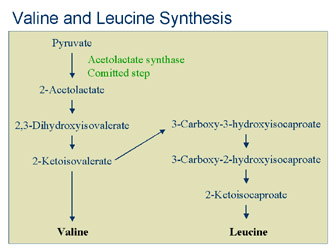 Valine and Leucine Synthesis
Pyruvate
Acetolactate synthase
Comitted step
2-Acetolactate
2,3-Dihydroxyisovalerate
2-Ketoisovalerate
Valine
3-Carboxy-3-hydroxyisocaproate
3-Carboxy-2-hydroxyisocaproate
2-Ketoisocaproate
Leucine